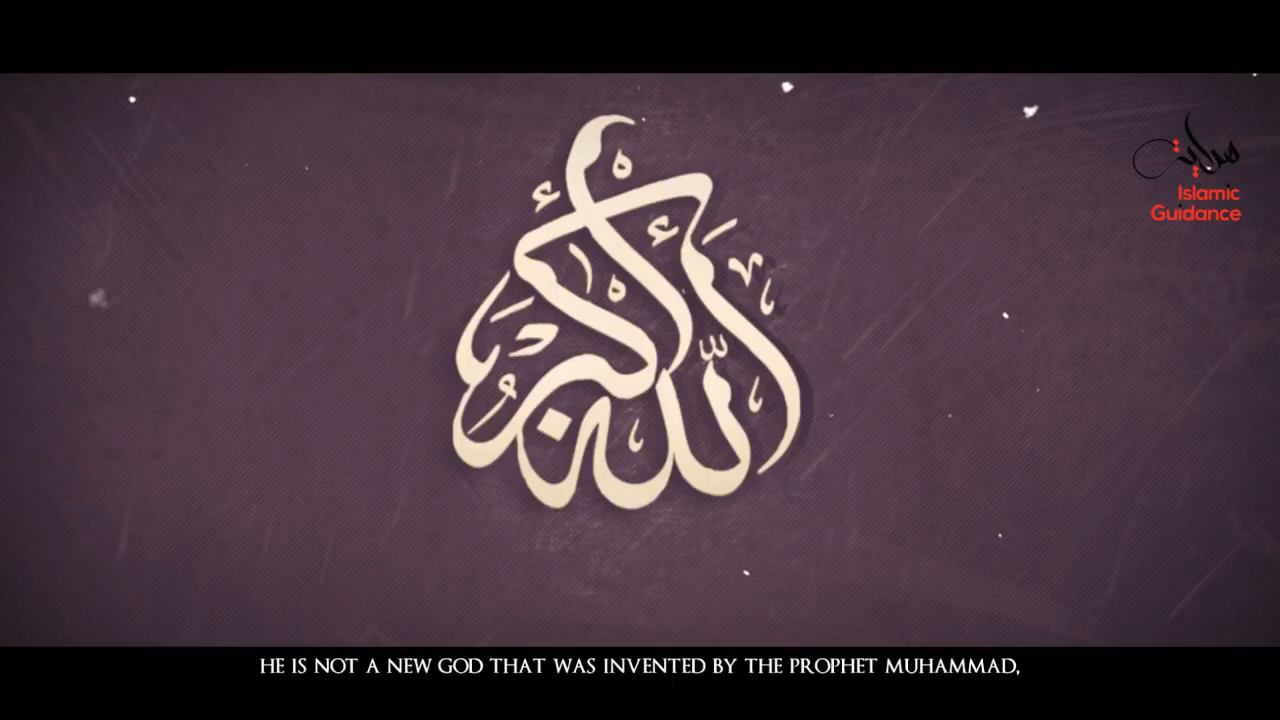 الله أكبر
هداية
Islamic
Guidance
HE IS NOT A NEW GOD THAT WAS INVENTED BY THE PROPHET MUHAMMAD,